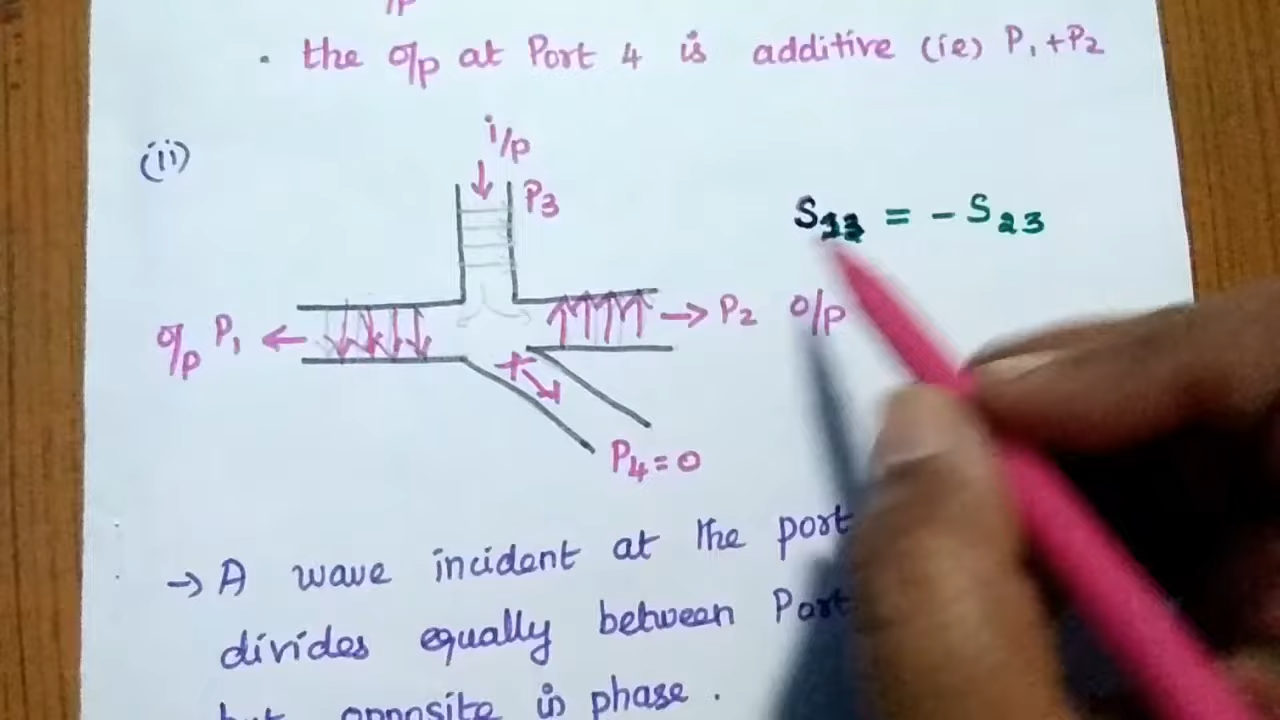 • the o/p at Port 4 is additive (ie) P₁+P₂
(ii)
i/p
P3
S₁₃ = -S₂₃
o/p P₁
P₂ o/p
P₄=0
→ A wave incident at the port
divides equally between Port
but opposite in phase.